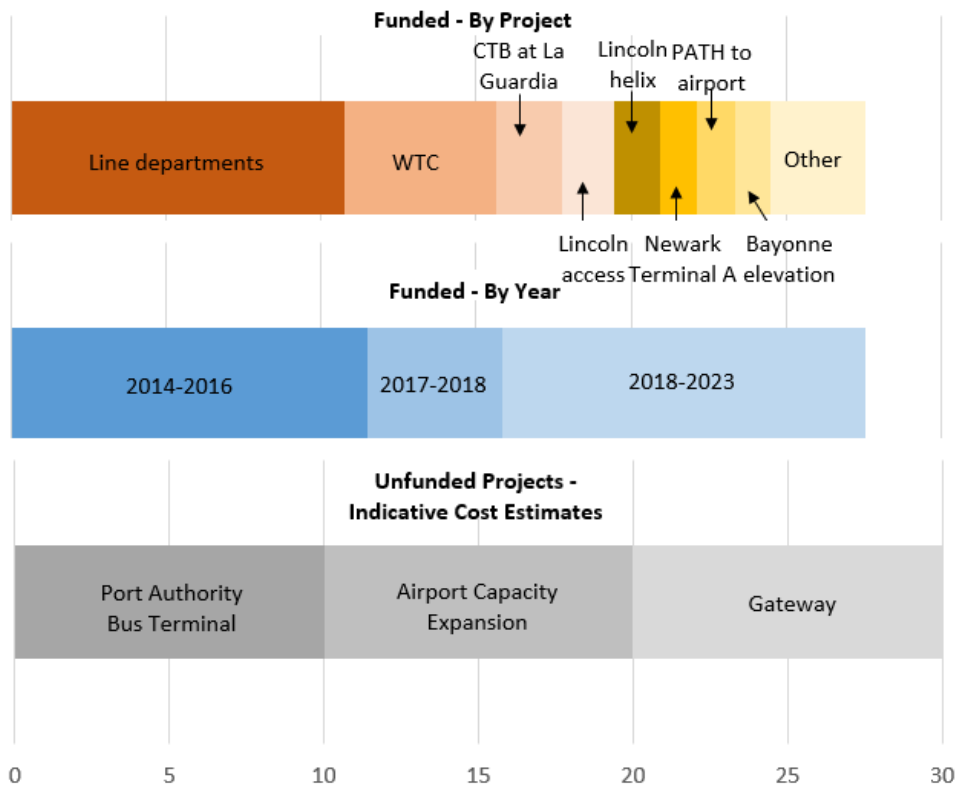 Funded - By Project
CTB at La
Guardia
Lincoln
helix
PATH to
airport
Line departments
WTC
Other
Lincoln
access
Newark
Terminal A
Bayonne
elevation
Funded - By Year
2014-2016
2017-2018
2018-2023
Unfunded Projects -
Indicative Cost Estimates
Port Authority
Bus Terminal
Airport Capacity
Expansion
Gateway
0 5 10 15 20 25 30